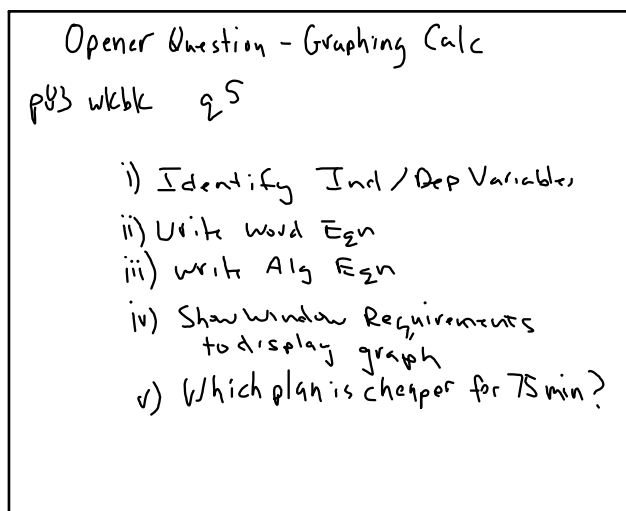 Opener Question - Graphing Calc
p83 wkbk q5
i) Identify Ind/Dep Variables
ii) Write Word Eqn
iii) Write Alg Eqn
iv) Show Window Requirements
to display graph
v) Which plan is cheaper for 75 min?